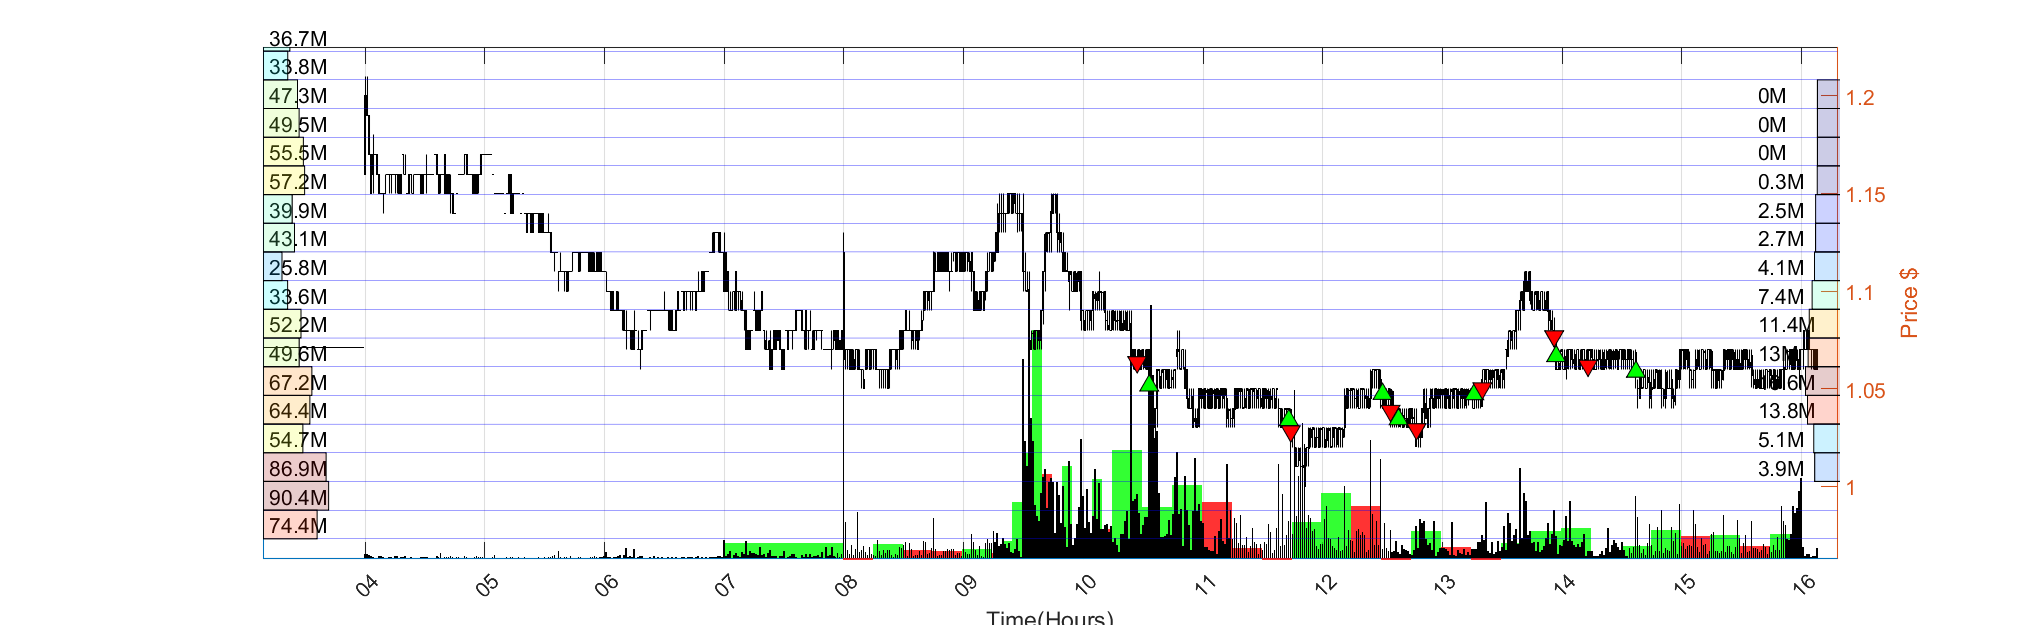 36.7M
33.8M
47.3M 0M 1.2
49.5M 0M
55.5M 0M
57.2M 0.3M 1.15
39.9M 2.5M
43.1M 2.7M
25.8M 4.1M
33.6M 7.4M 1.1
52.2M 11.4M
49.6M 13M
67.2M 1.05
64.4M 13.8M
54.7M 5.1M
86.9M 3.9M
90.4M 1
74.4M
Price $
04 05 06 07 08 09 10 11 12 13 14 15 16
Time(Hours)